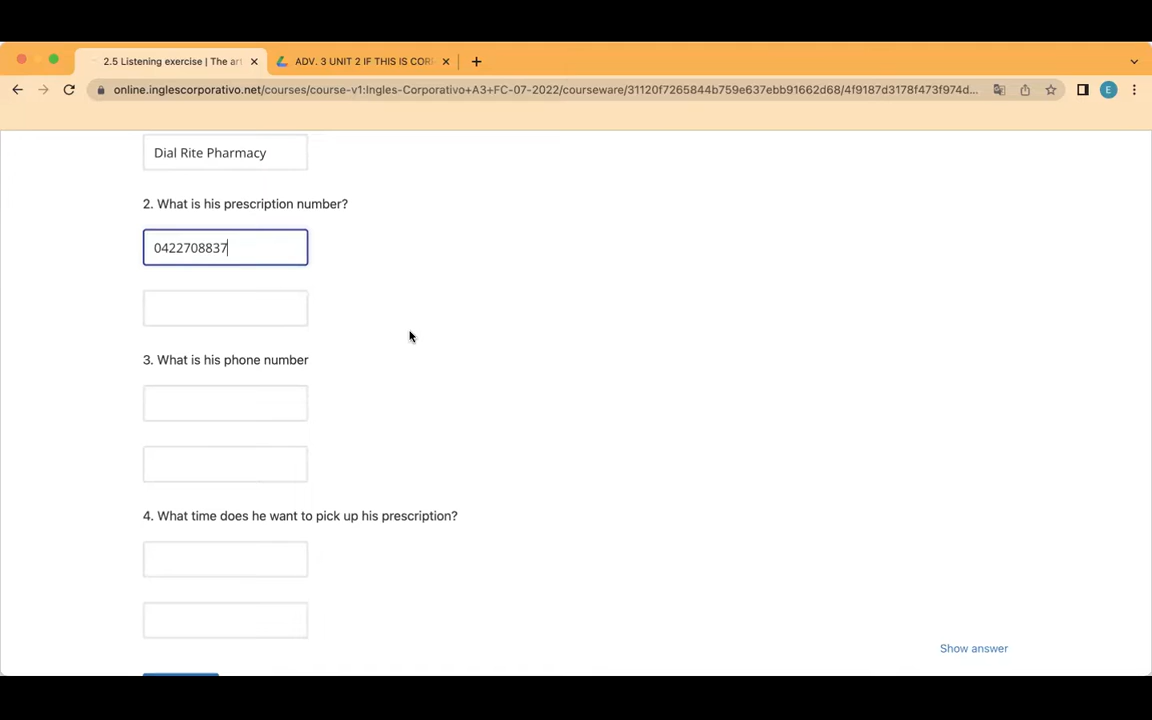 2.5 Listening exercise | The ar
ADV. 3 UNIT 2 IF THIS IS COR
online.inglescorporativo.net/courses/course-v1:Ingles-Corporativo+A3+FC-07-2022/courseware/31120f7265844b759e637ebb91662d68/4f9187d3178f473f974d...
E
Dial Rite Pharmacy
2. What is his prescription number?
0422708837
3. What is his phone number
4. What time does he want to pick up his prescription?
Show answer